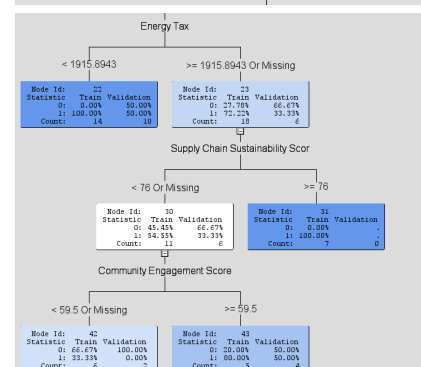 Energy Tax
< 1915.8943
>= 1915.8943 Or Missing
Node Id: 22
Statistic Train Validation
0: 0.00% 50.00%
1: 100.00% 50.00%
Count: 14 10
Node Id: 23
Statistic Train Validation
0: 27.78% 66.67%
1: 72.22% 33.33%
Count: 18 6
Supply Chain Sustainability Scor
< 76 Or Missing
>= 76
Node Id: 30
Statistic Train Validation
0: 45.45% 66.67%
1: 54.55% 33.33%
Count: 11 6
Node Id: 31
Statistic Train Validation
0: 0.00% .
1: 100.00% .
Count: 7 0
Community Engagement Score
< 59.5 Or Missing
>= 59.5
Node Id: 42
Statistic Train Validation
0: 66.67% 100.00%
1: 33.33% 0.00%
Count: 6 2
Node Id: 43
Statistic Train Validation
0: 20.00% 50.00%
1: 80.00% 50.00%
Count: 5 4